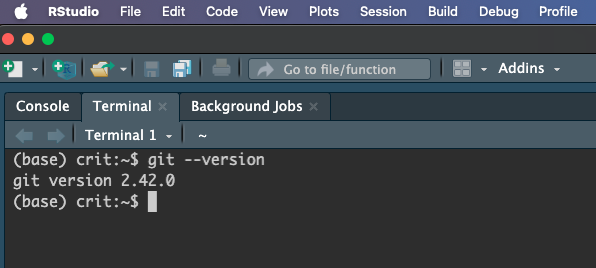 RStudio File Edit Code View Plots Session Build Debug Profile
Go to file/function Addins
Console Terminal Background Jobs
Terminal 1 ~
(base) crit:~$ git --version
git version 2.42.0
(base) crit:~$